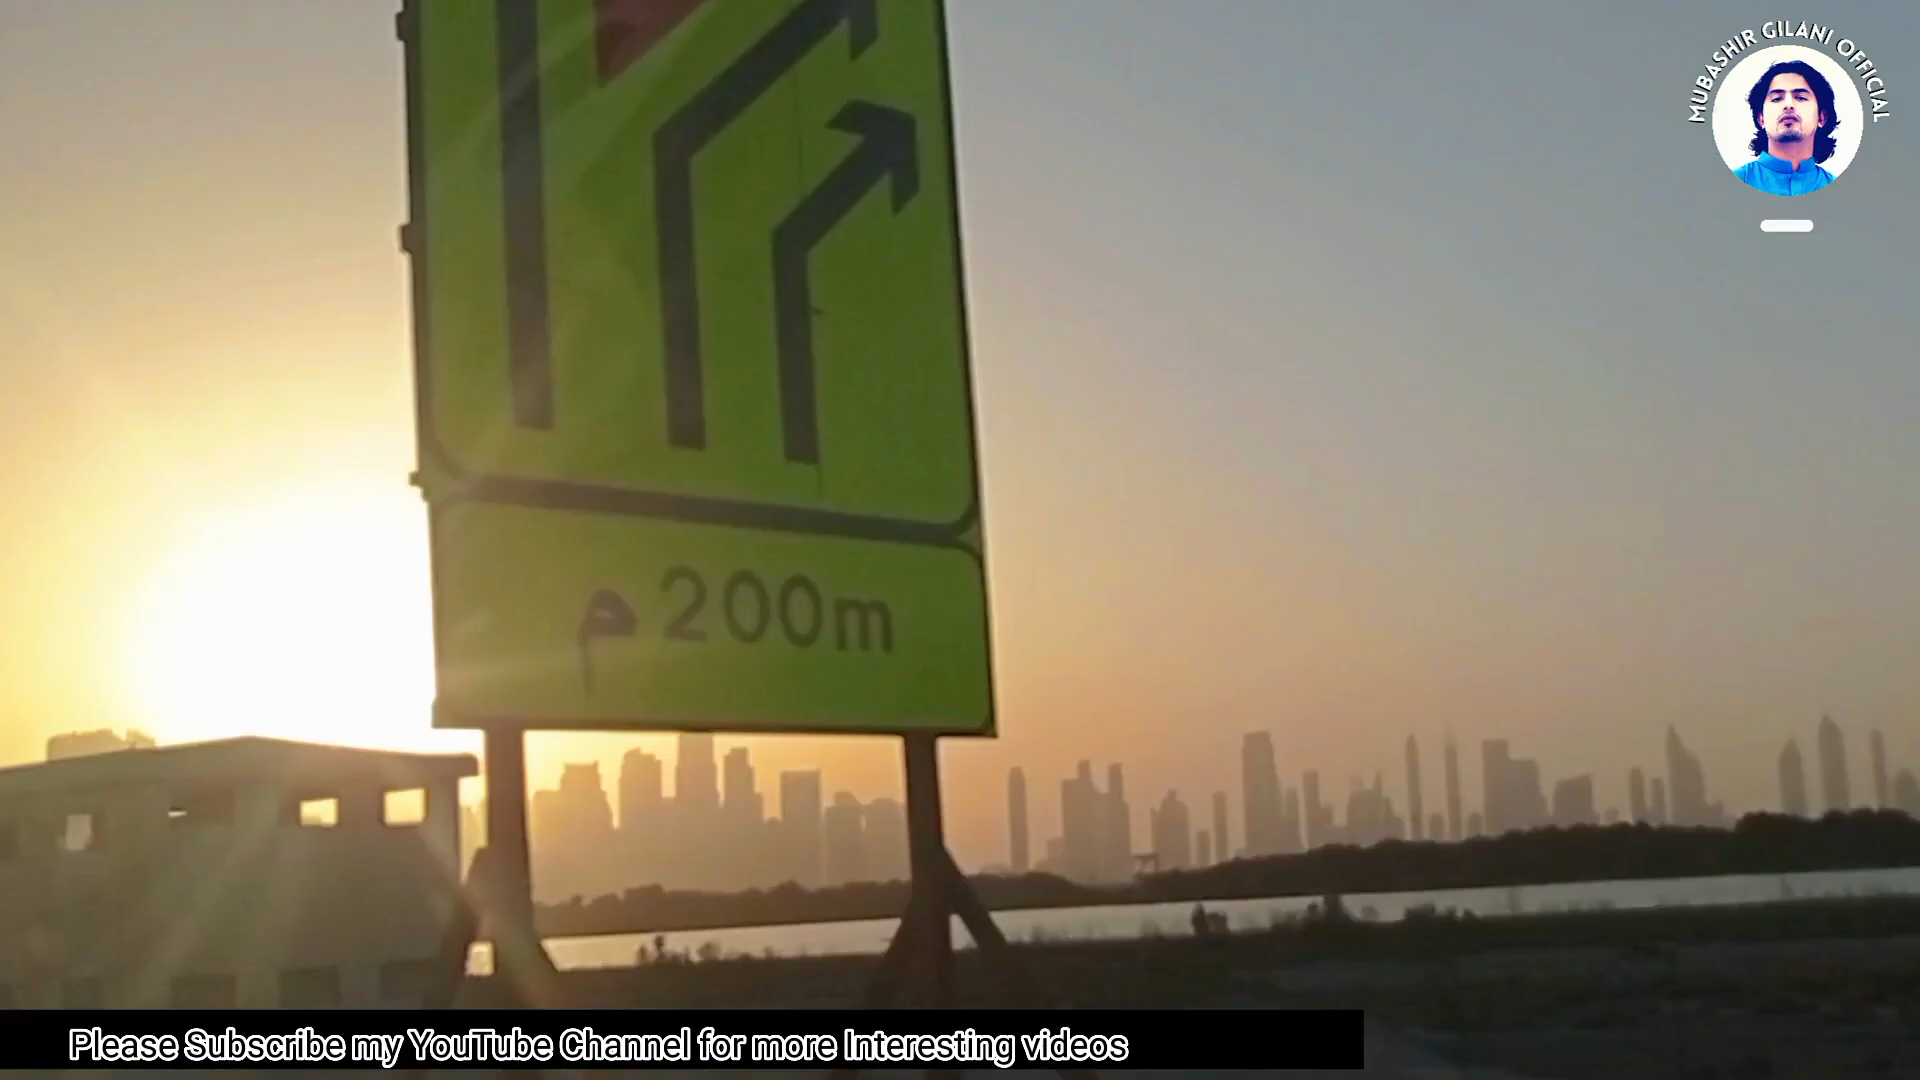 MUBASHIR GILANI OFFICIAL
م 200m
Please Subscribe my YouTube Channel for more Interesting videos